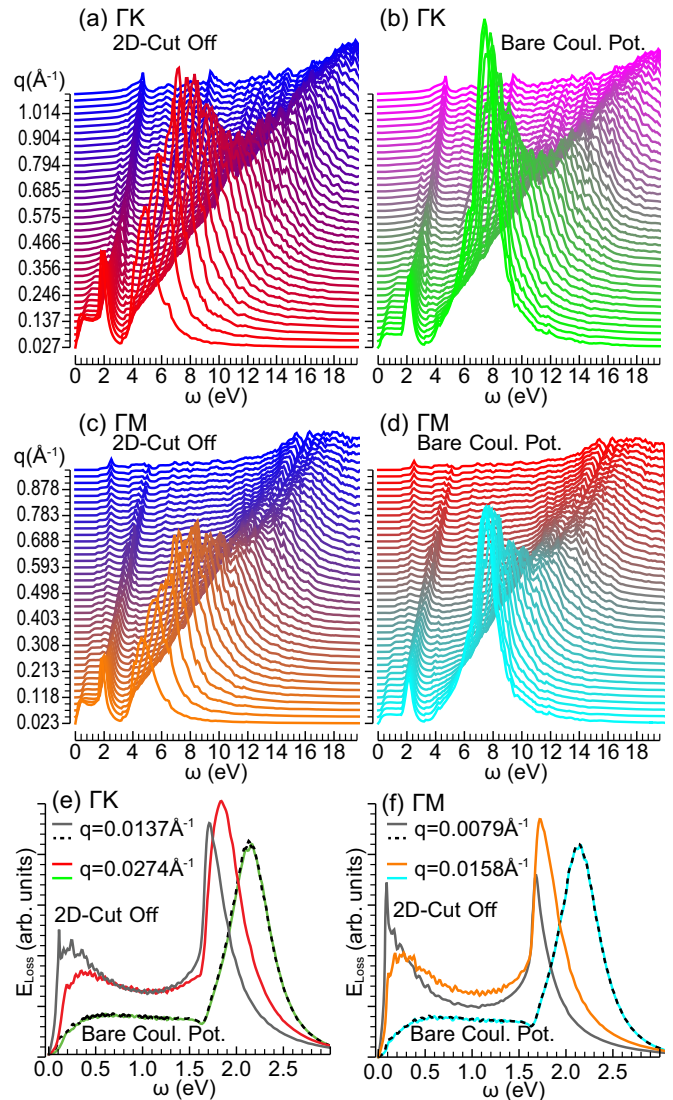 (a) ΓK
2D-Cut Off
(b) ΓK
Bare Coul. Pot.
q(Å⁻¹)
1.014
0.904
0.794
0.685
0.575
0.466
0.356
0.246
0.137
0.027
0 2 4 6 8 10 12 14 16 18
ω (eV)
0 2 4 6 8 10 12 14 16 18
ω (eV)
(c) ΓM
2D-Cut Off
(d) ΓM
Bare Coul. Pot.
q(Å⁻¹)
0.878
0.783
0.688
0.593
0.498
0.403
0.308
0.213
0.118
0.023
0 2 4 6 8 10 12 14 16 18
ω (eV)
0 2 4 6 8 10 12 14 16 18
ω (eV)
(e) ΓK
q=0.0137Å⁻¹
q=0.0274Å⁻¹
2D-Cut Off
Bare Coul. Pot.
E_Loss (arb. units)
0.0 0.5 1.0 1.5 2.0 2.5
ω (eV)
(f) ΓM
q=0.0079Å⁻¹
q=0.0158Å⁻¹
2D-Cut Off
Bare Coul. Pot.
E_Loss (arb. units)
0.0 0.5 1.0 1.5 2.0 2.5 3.0
ω (eV)